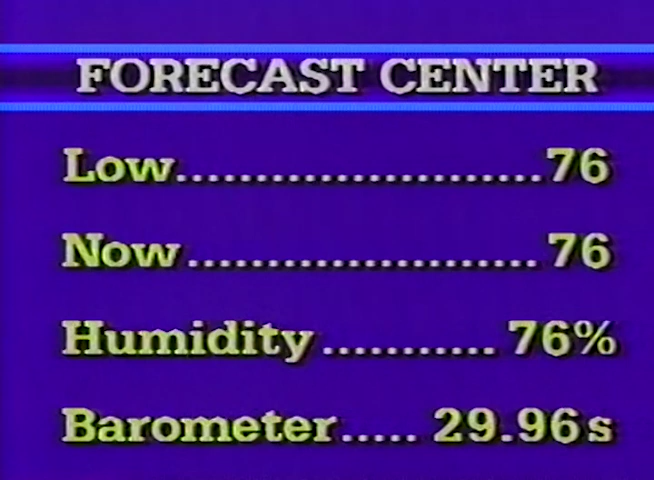 FORECAST CENTER
Low.......................76
Now...................... 76
Humidity ........... 76%
Barometer..... 29.96s